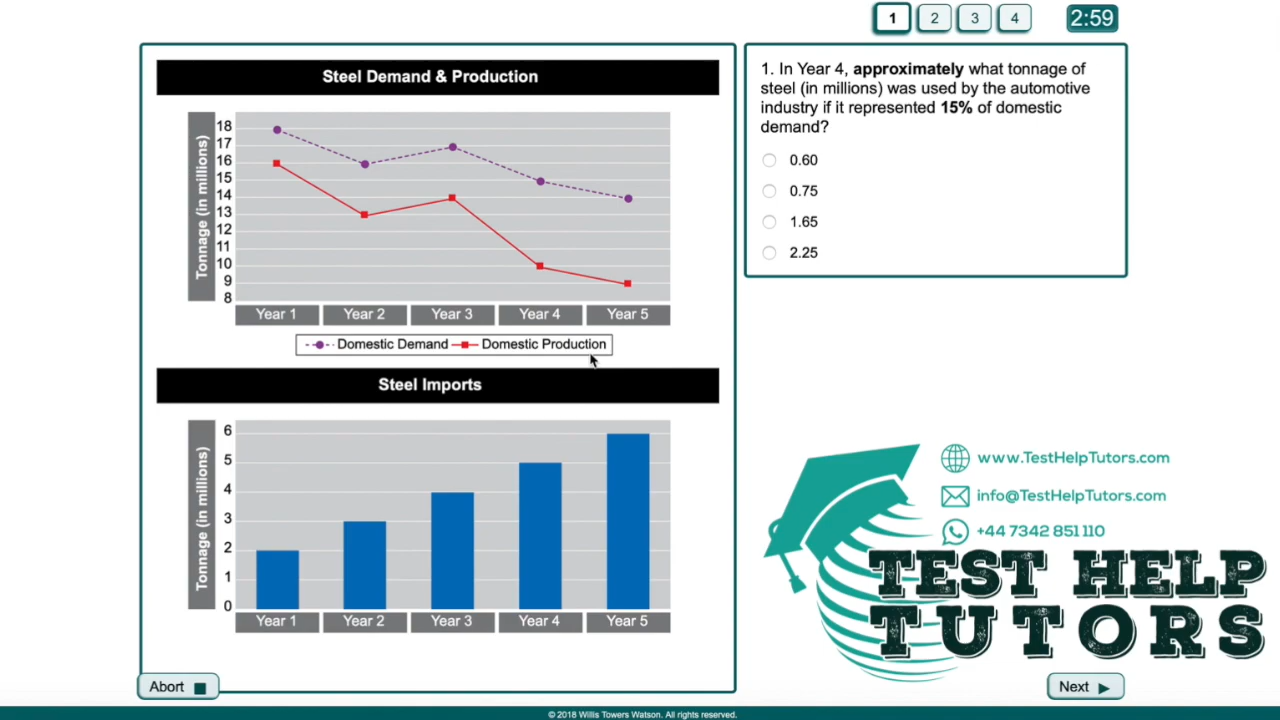 1 2 3 4 2:59
Steel Demand & Production
Tonnage (in millions)
18
17
16
15
14
13
12
11
10
9
8
Year 1 Year 2 Year 3 Year 4 Year 5
Domestic Demand Domestic Production
Steel Imports
Tonnage (in millions)
6
5
4
3
2
1
0
Year 1 Year 2 Year 3 Year 4 Year 5
1. In Year 4, approximately what tonnage of
steel (in millions) was used by the automotive
industry if it represented 15% of domestic
demand?
0.60
0.75
1.65
2.25
www.TestHelpTutors.com
info@TestHelpTutors.com
+44 7342 851 110
TEST HELP
TUTORS
Abort
Next
© 2018 Willis Towers Watson. All rights reserved.